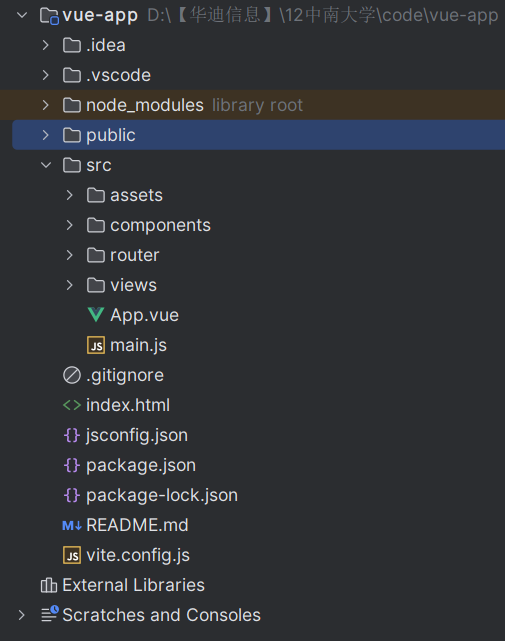 vue-app D:\【华迪信息】\12中南大学\code\vue-app
.idea
.vscode
node_modules library root
public
src
assets
components
router
views
App.vue
JS main.js
.gitignore
<> index.html
{} jsconfig.json
{} package.json
{} package-lock.json
M↓ README.md
JS vite.config.js
External Libraries
Scratches and Consoles